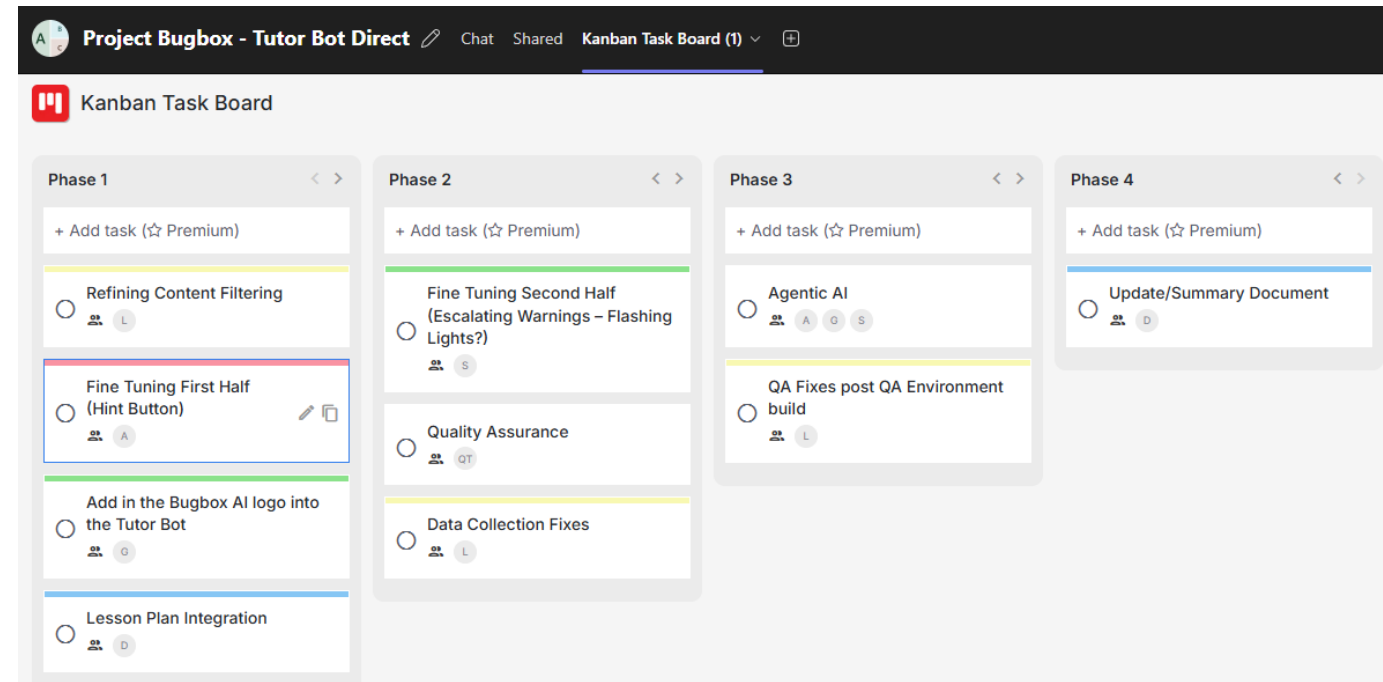 A B C
Project Bugbox - Tutor Bot Direct Chat Shared Kanban Task Board (1)
Kanban Task Board
Phase 1
+ Add task (☆ Premium)
Refining Content Filtering
L
Fine Tuning First Half
(Hint Button)
A
Add in the Bugbox AI logo into
the Tutor Bot
G
Lesson Plan Integration
D
Phase 2
+ Add task (☆ Premium)
Fine Tuning Second Half
(Escalating Warnings – Flashing
Lights?)
S
Quality Assurance
QT
Data Collection Fixes
L
Phase 3
+ Add task (☆ Premium)
Agentic AI
A G S
QA Fixes post QA Environment
build
L
Phase 4
+ Add task (☆ Premium)
Update/Summary Document
D